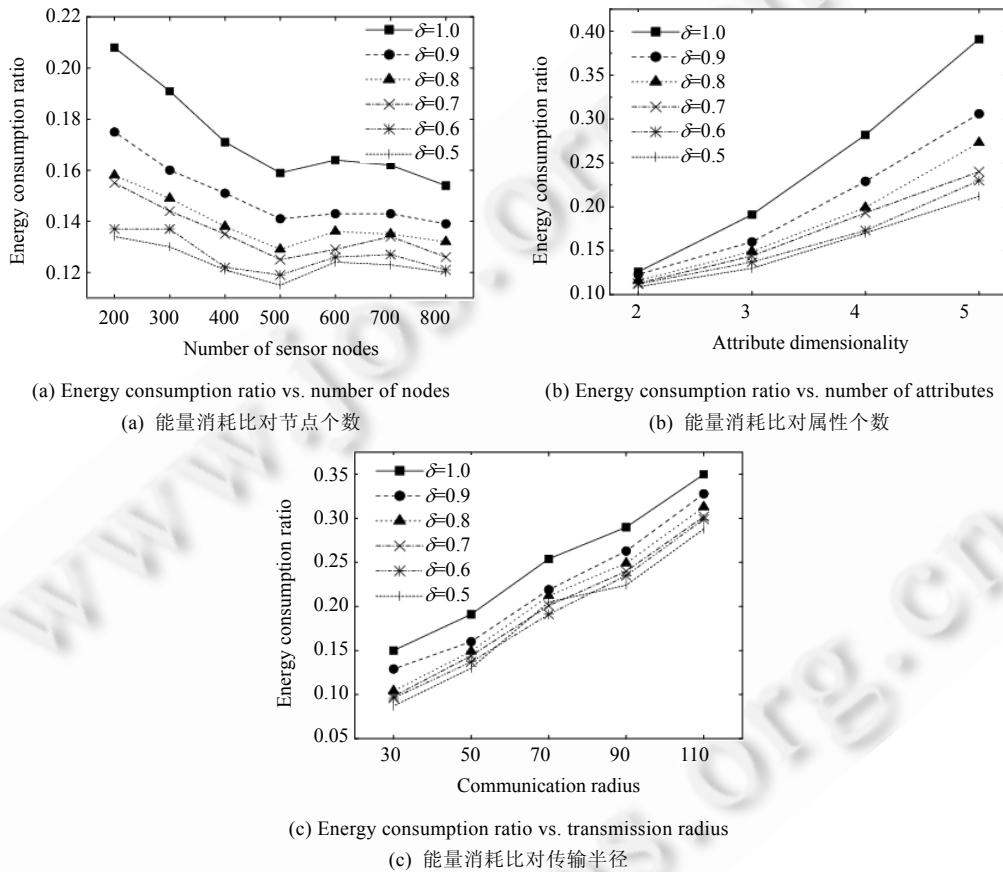 0.22
0.20
0.18
0.16
0.14
0.12
Energy consumption ratio
δ=1.0
δ=0.9
δ=0.8
δ=0.7
δ=0.6
δ=0.5
200 300 400 500 600 700 800
Number of sensor nodes
0.40
0.35
0.30
0.25
0.20
0.15
0.10
Energy consumption ratio
δ=1.0
δ=0.9
δ=0.8
δ=0.7
δ=0.6
δ=0.5
2 3 4 5
Attribute dimensionality
(a) Energy consumption ratio vs. number of nodes
(a) 能量消耗比对节点个数
(b) Energy consumption ratio vs. number of attributes
(b) 能量消耗比对属性个数
0.35
0.30
0.25
0.20
0.15
0.10
0.05
Energy consumption ratio
δ=1.0
δ=0.9
δ=0.8
δ=0.7
δ=0.6
δ=0.5
30 50 70 90 110
Communication radius
(c) Energy consumption ratio vs. transmission radius
(c) 能量消耗比对传输半径